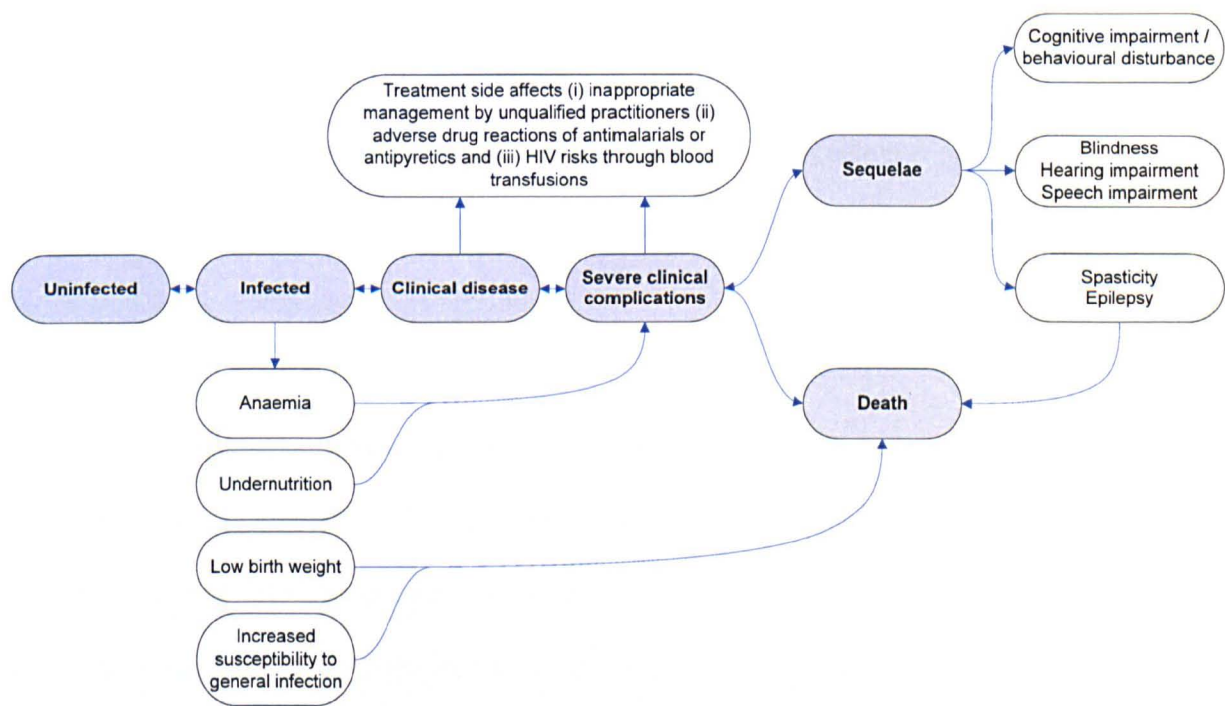 Cognitive impairment /
behavioural disturbance
Treatment side affects (i) inappropriate
management by unqualified practitioners (ii)
adverse drug reactions of antimalarials or
antipyretics and (iii) HIV risks through blood
transfusions
Blindness
Hearing impairment
Speech impairment
Sequelae
Uninfected
Infected
Clinical disease
Severe clinical
complications
Spasticity
Epilepsy
Anaemia
Death
Undernutrition
Low birth weight
Increased
susceptibility to
general infection